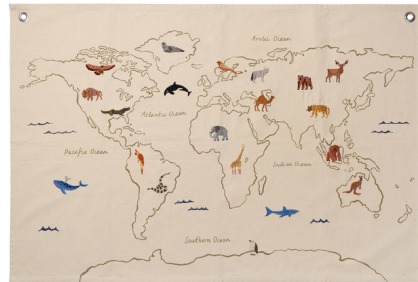 Arctic Ocean
Atlantic Ocean
Pacific Ocean
Indian Ocean
Southern Ocean